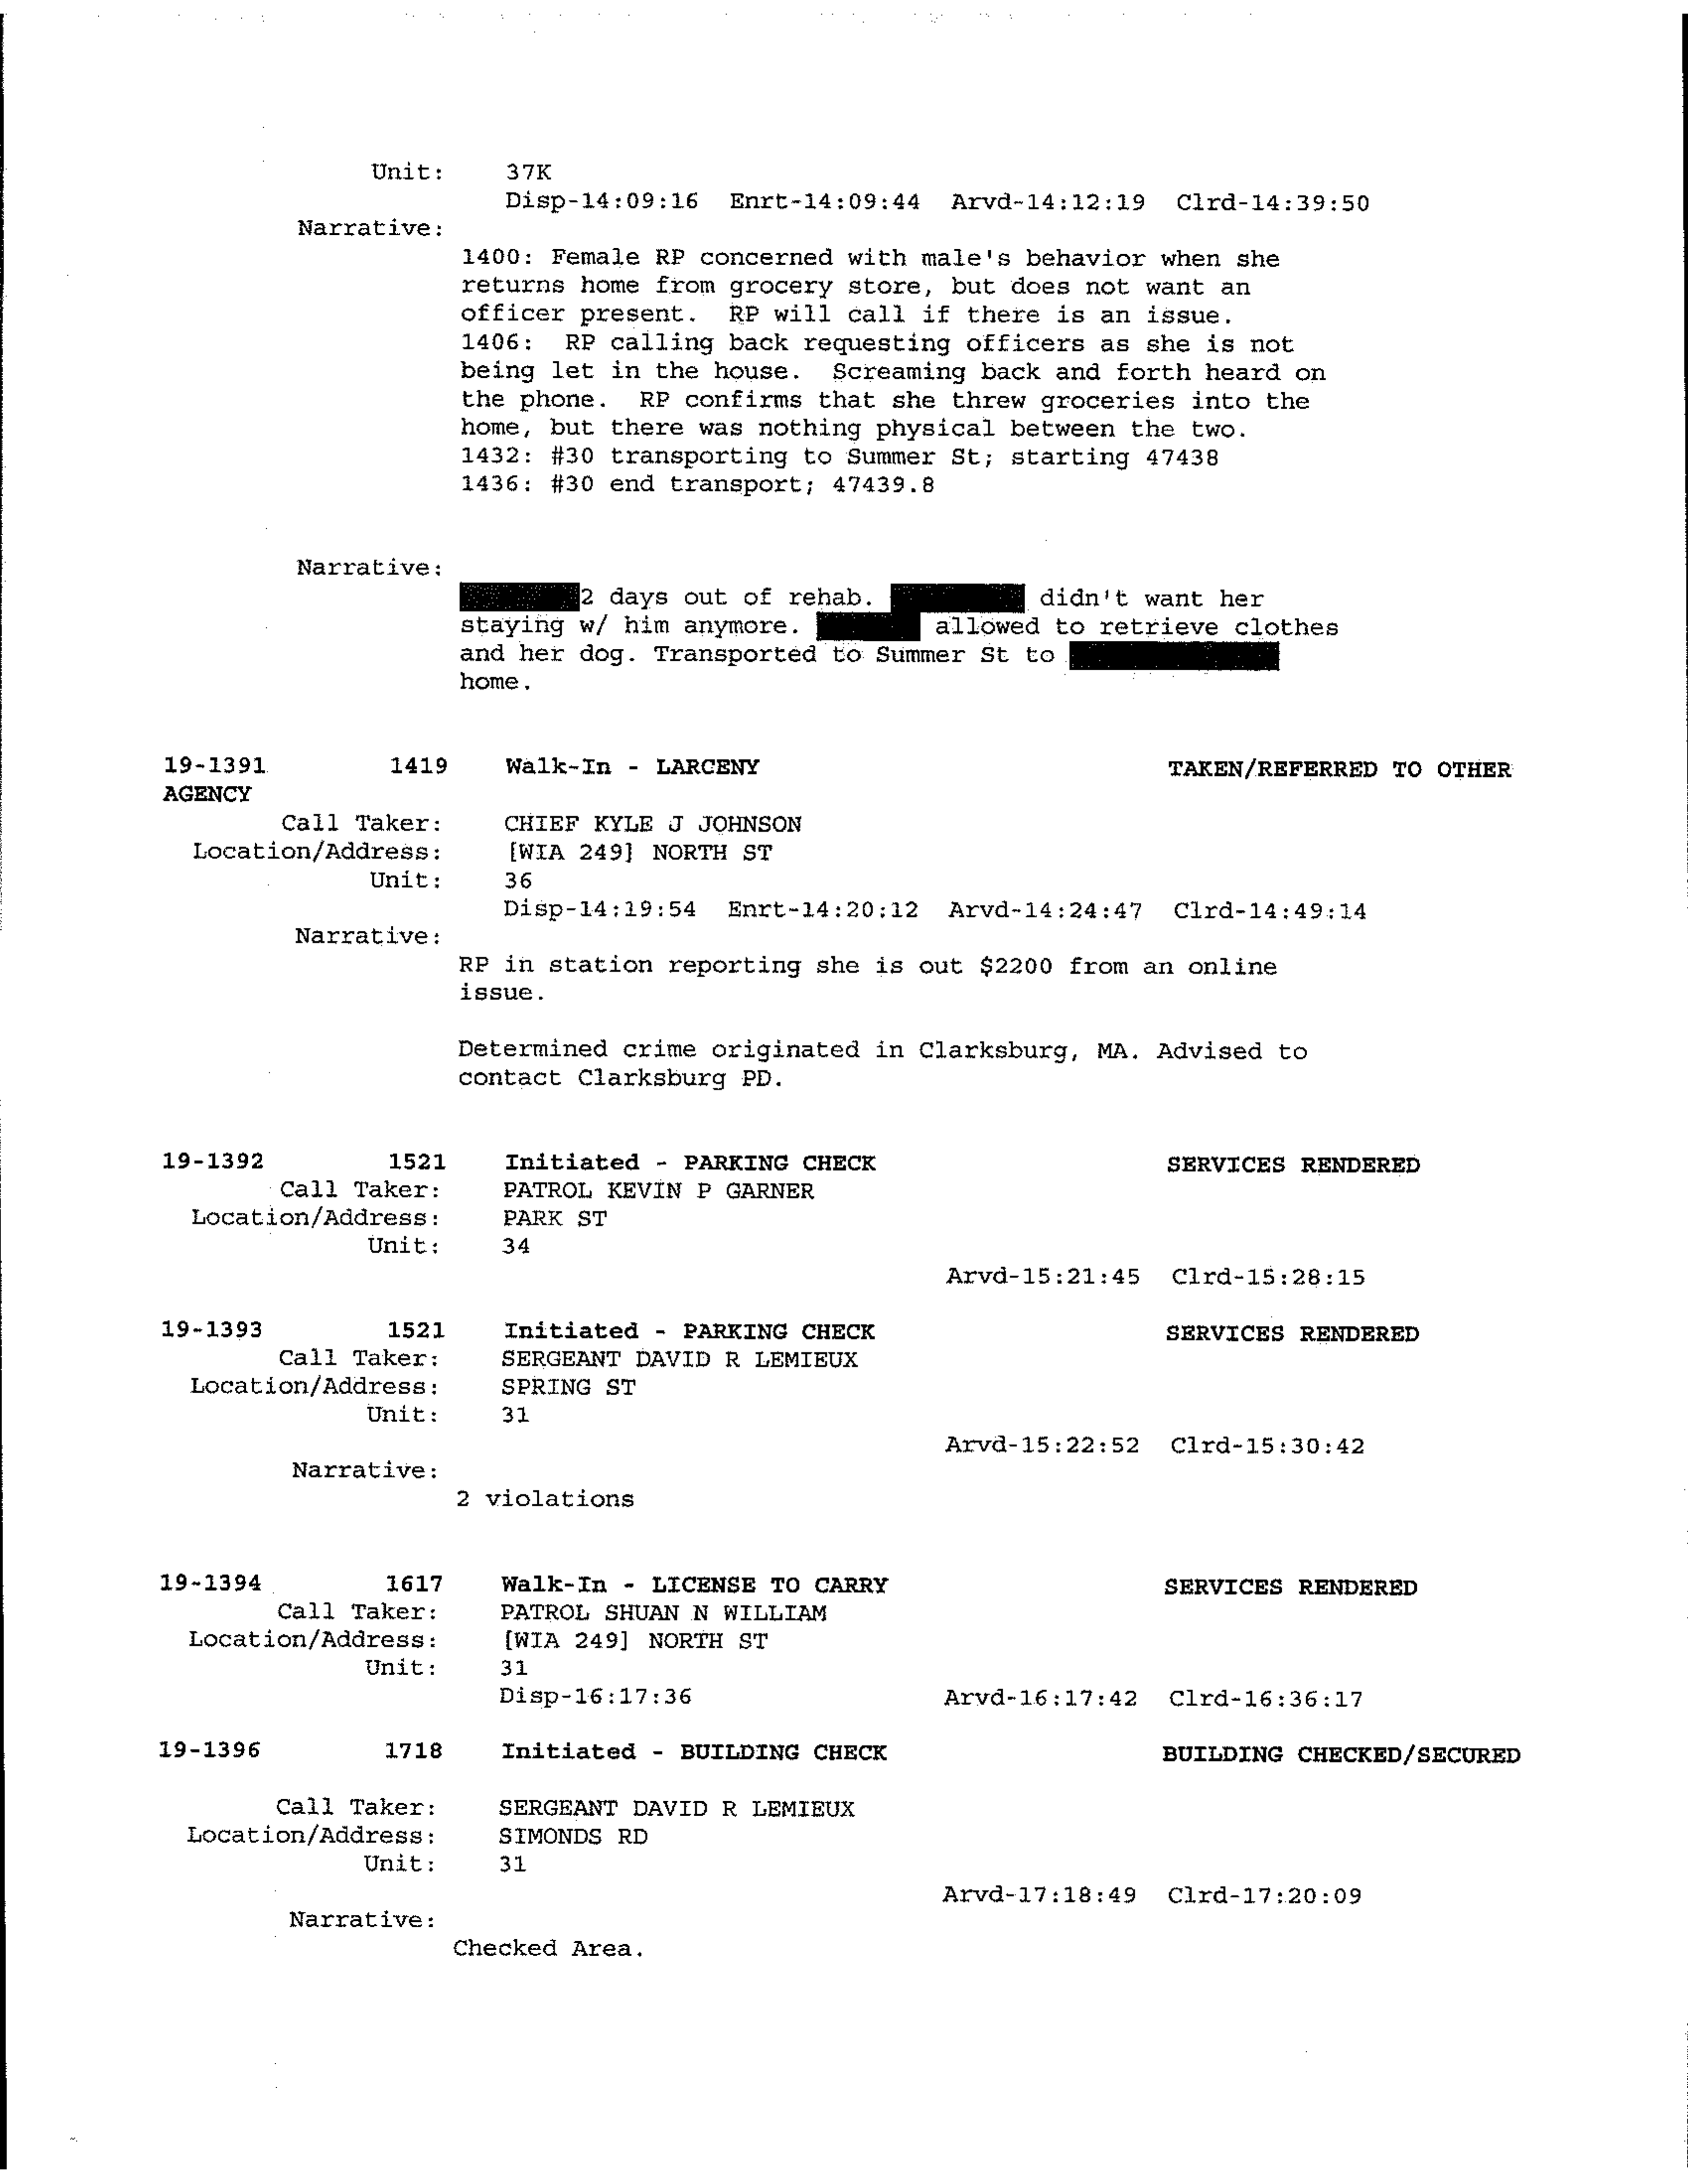 Unit: 37K
Disp-14:09:16 Enrt-14:09:44 Arvd-14:12:19 Clrd-14:39:50
Narrative:
1400: Female RP concerned with male's behavior when she
returns home from grocery store, but does not want an
officer present. RP will call if there is an issue.
1406: RP calling back requesting officers as she is not
being let in the house. Screaming back and forth heard on
the phone. RP confirms that she threw groceries into the
home, but there was nothing physical between the two.
1432: #30 transporting to Summer St; starting 47438
1436: #30 end transport; 47439.8
Narrative:
2 days out of rehab. didn't want her
staying w/ him anymore. allowed to retrieve clothes
and her dog. Transported to Summer St to
home.
19-1391 1419 Walk-In - LARCENY TAKEN/REFERRED TO OTHER
AGENCY
Call Taker: CHIEF KYLE J JOHNSON
Location/Address: [WIA 249] NORTH ST
Unit: 36
Disp-14:19:54 Enrt-14:20:12 Arvd-14:24:47 Clrd-14:49:14
Narrative:
RP in station reporting she is out $2200 from an online
issue.
Determined crime originated in Clarksburg, MA. Advised to
contact Clarksburg PD.
19-1392 1521 Initiated - PARKING CHECK SERVICES RENDERED
Call Taker: PATROL KEVIN P GARNER
Location/Address: PARK ST
Unit: 34
Arvd-15:21:45 Clrd-15:28:15
19-1393 1521 Initiated - PARKING CHECK SERVICES RENDERED
Call Taker: SERGEANT DAVID R LEMIEUX
Location/Address: SPRING ST
Unit: 31
Arvd-15:22:52 Clrd-15:30:42
Narrative:
2 violations
19-1394 1617 Walk-In - LICENSE TO CARRY SERVICES RENDERED
Call Taker: PATROL SHUAN N WILLIAM
Location/Address: [WIA 249] NORTH ST
Unit: 31
Disp-16:17:36 Arvd-16:17:42 Clrd-16:36:17
19-1396 1718 Initiated - BUILDING CHECK BUILDING CHECKED/SECURED
Call Taker: SERGEANT DAVID R LEMIEUX
Location/Address: SIMONDS RD
Unit: 31
Arvd-17:18:49 Clrd-17:20:09
Narrative:
Checked Area.